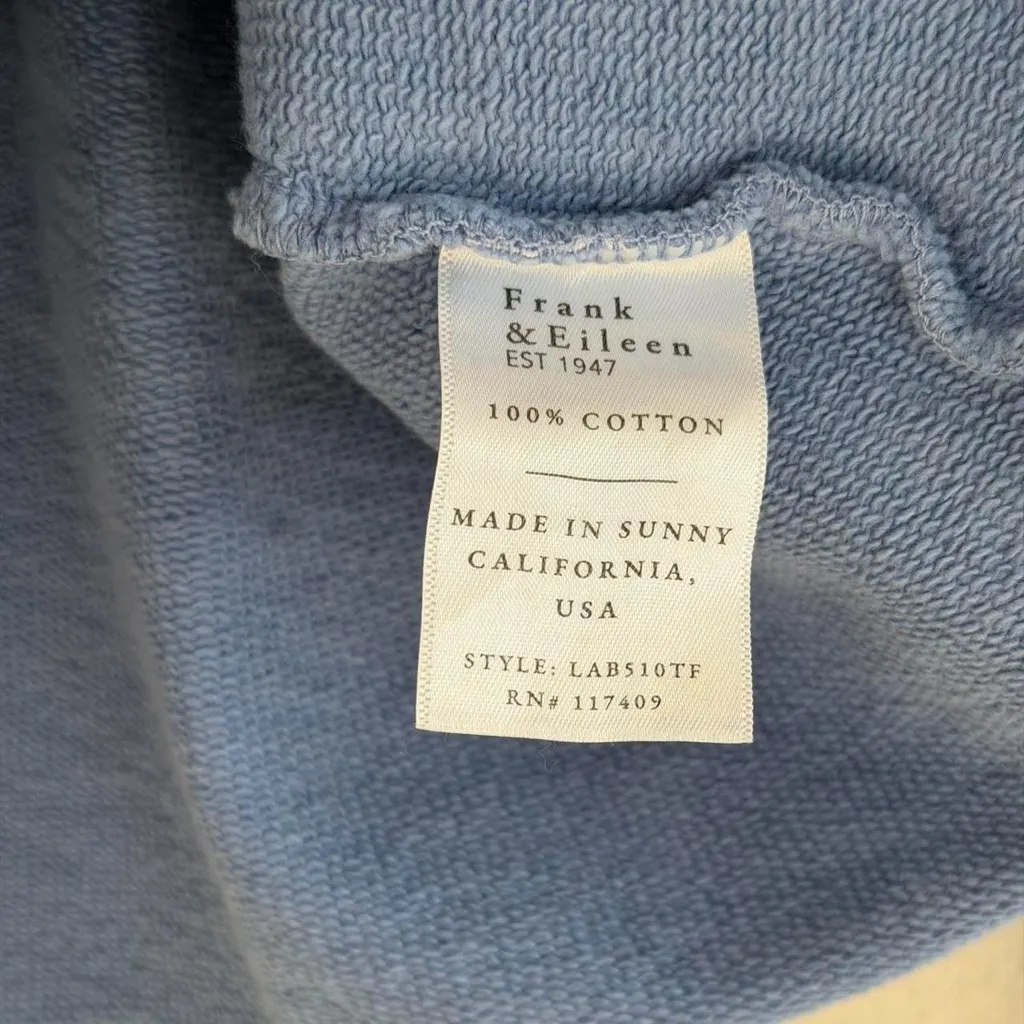 Frank
&Eileen
EST 1947
100% COTTON
MADE IN SUNNY
CALIFORNIA,
USA
STYLE: LAB510TF
RN# 117409